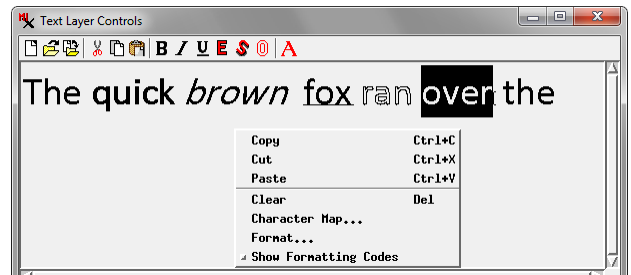 Text Layer Controls
B I U E S O A
The quick brown fox ran over the
Copy Ctrl+C
Cut Ctrl+X
Paste Ctrl+V
Clear Del
Character Map...
Format...
Show Formatting Codes